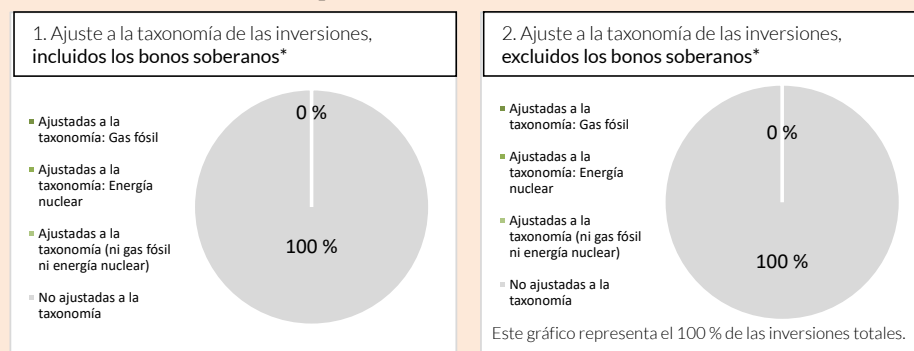 1. Ajuste a la taxonomía de las inversiones,
incluidos los bonos soberanos*
Ajustadas a la
taxonomía: Gas fósil
Ajustadas a la
taxonomía: Energía
nuclear
Ajustadas a la
taxonomía (ni gas fósil
ni energía nuclear)
No ajustadas a la
taxonomía
0 %
100 %
2. Ajuste a la taxonomía de las inversiones,
excluidos los bonos soberanos*
Ajustadas a la
taxonomía: Gas fósil
Ajustadas a la
taxonomía: Energía
nuclear
Ajustadas a la
taxonomía (ni gas fósil
ni energía nuclear)
No ajustadas a la
taxonomía
0 %
100 %
Este gráfico representa el 100 % de las inversiones totales.